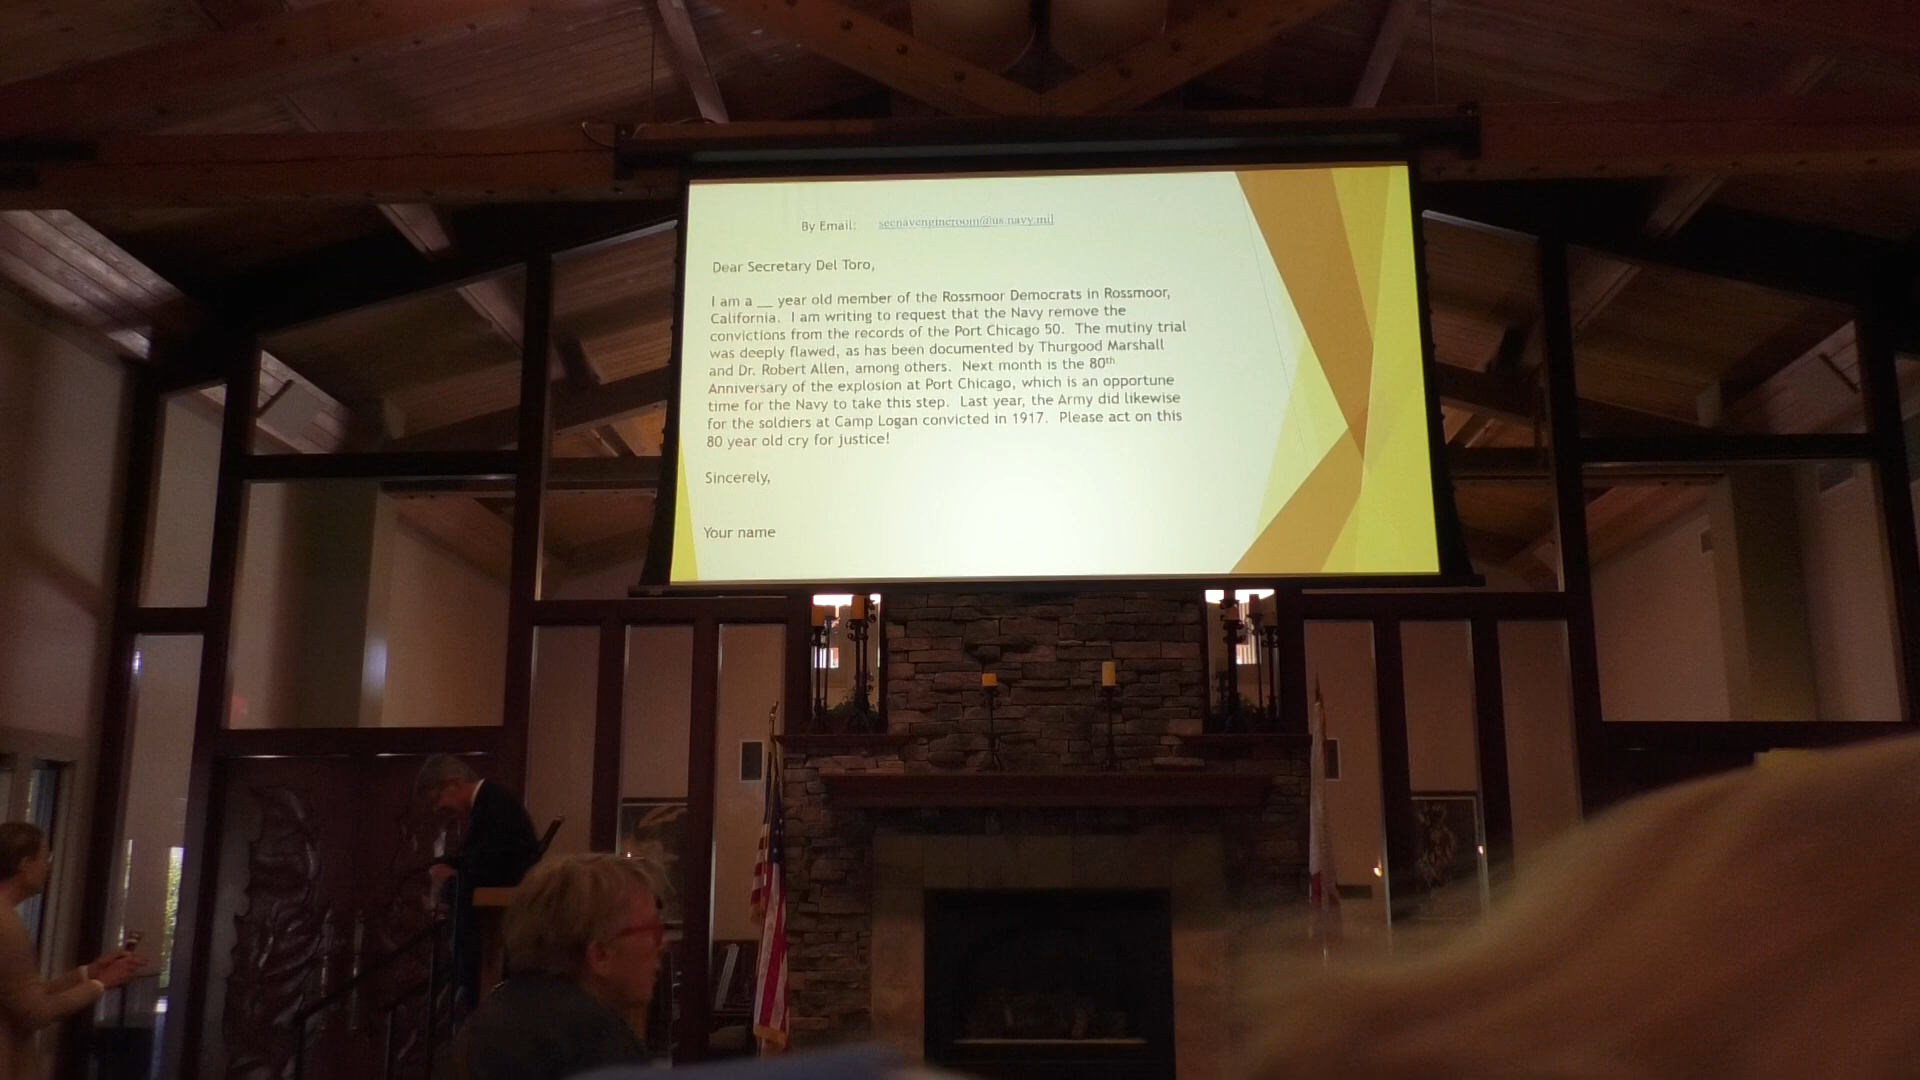 By Email: secnavengineroom@us.navy.mil
Dear Secretary Del Toro,
I am a __ year old member of the Rossmoor Democrats in Rossmoor,
California. I am writing to request that the Navy remove the
convictions from the records of the Port Chicago 50. The mutiny trial
was deeply flawed, as has been documented by Thurgood Marshall
and Dr. Robert Allen, among others. Next month is the 80th
Anniversary of the explosion at Port Chicago, which is an opportune
time for the Navy to take this step. Last year, the Army did likewise
for the soldiers at Camp Logan convicted in 1917. Please act on this
80 year old cry for justice!
Sincerely,
Your name